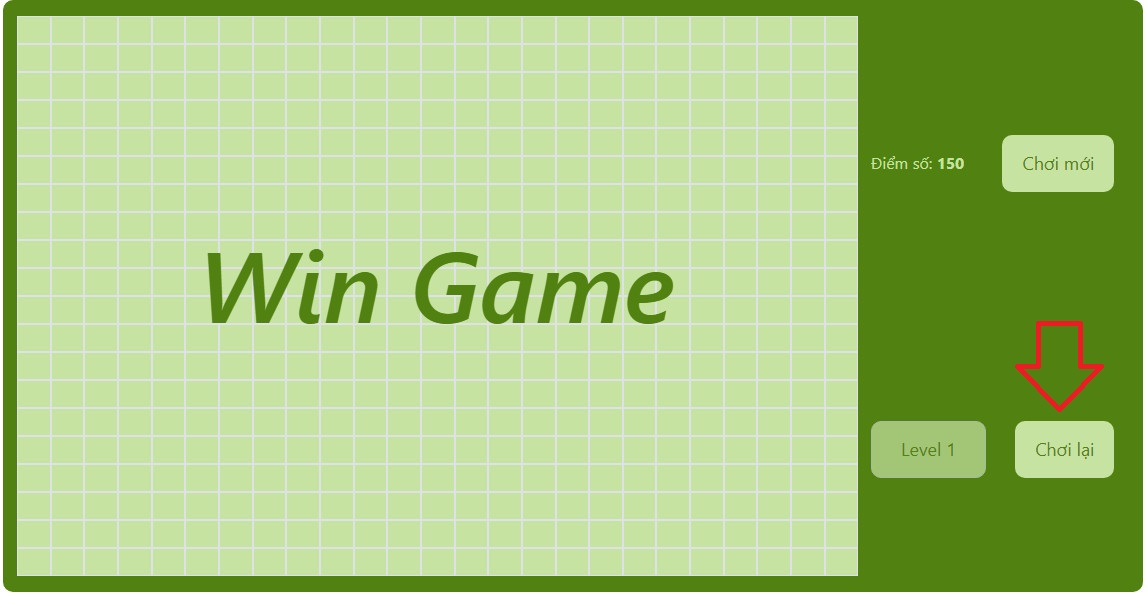 Điểm số: 150
Chơi mới
Win Game
Level 1
Chơi lại